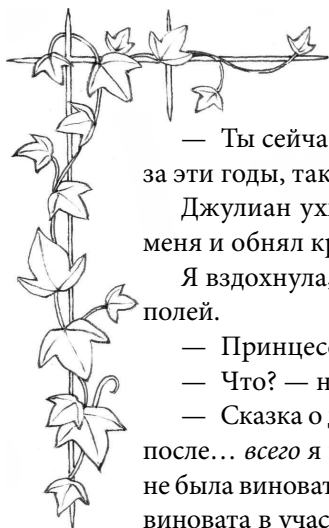 — Ты сейча
за эти годы, так
Джулиан ух
меня и обнял кр
Я вздохнула,
полей.
— Принцесс
— Что? — н
— Сказка о
после… всего я
не была виноват
виновата в учас